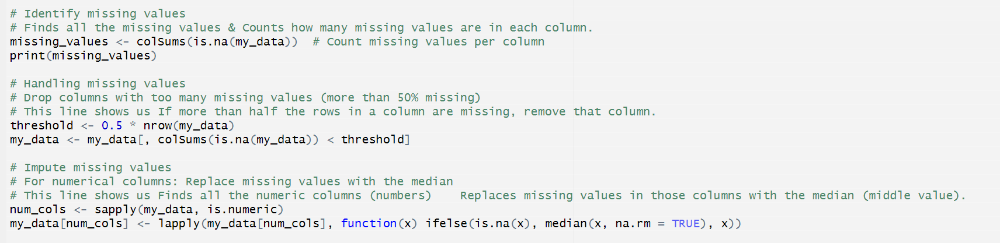 # Identify missing values
# Finds all the missing values & Counts how many missing values are in each column.
missing_values <- colSums(is.na(my_data))  # Count missing values per column
print(missing_values)
# Handling missing values
# Drop columns with too many missing values (more than 50% missing)
# This line shows us If more than half the rows in a column are missing, remove that column.
threshold <- 0.5 * nrow(my_data)
my_data <- my_data[, colSums(is.na(my_data)) < threshold]
# Impute missing values
# For numerical columns: Replace missing values with the median
# This line shows us Finds all the numeric columns (numbers)    Replaces missing values in those columns with the median (middle value).
num_cols <- sapply(my_data, is.numeric)
my_data[num_cols] <- lapply(my_data[num_cols], function(x) ifelse(is.na(x), median(x, na.rm = TRUE), x))